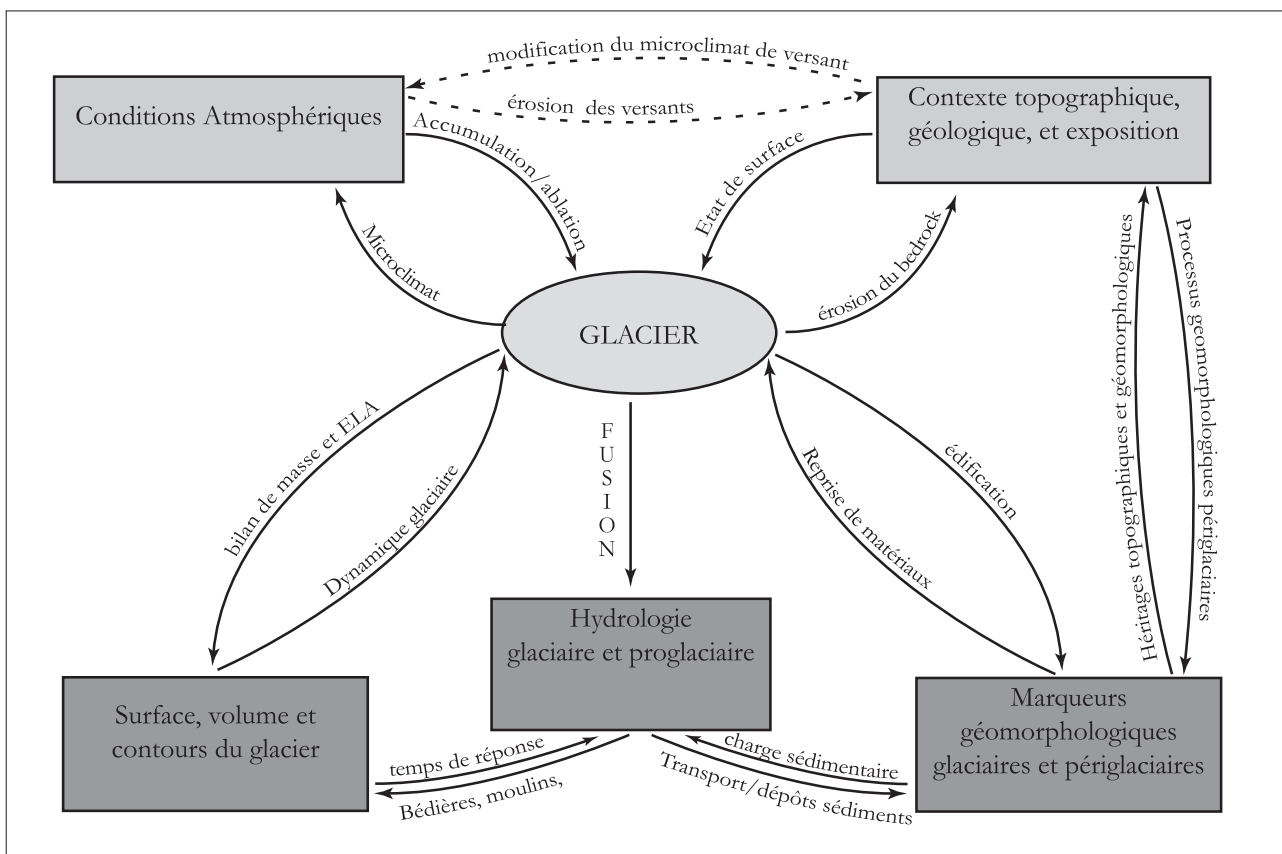 modification du microclimat de versant
érosion des versants
Conditions Atmosphériques
Contexte topographique,
géologique, et exposition
Accumulation/ablation
Etat de surface
Microclimat
érosion du bedrock
GLACIER
Héritages topographiques et géomorphologiques
Processus geomorphologiques périglaciaires
bilan de masse et ELA
Dynamique glaciaire
FUSION
Reprise de matériaux
édification
Hydrologie
glaciaire et proglaciaire
Surface, volume et
contours du glacier
Marqueurs
géomorphologiques
glaciaires et périglaciaires
temps de réponse
Bédières, moulins,
charge sédimentaire
Transport/dépôts sédiments